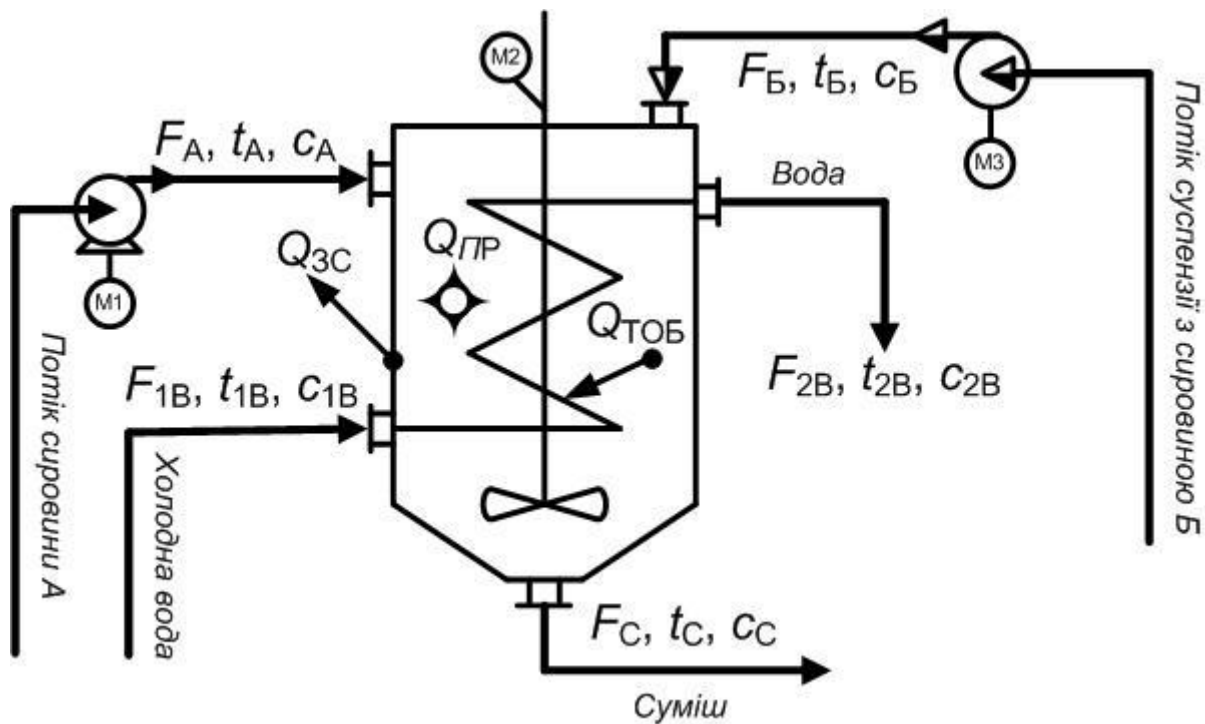 M2
F_Б, t_Б, c_Б
M3
Потік суспензії з сировиною Б
F_А, t_А, c_А
Вода
M1
Q_ЗС
Q_ПР
Q_ТОБ
Потік сировини А
F_1В, t_1В, c_1В
F_2В, t_2В, c_2В
Холодна вода
F_С, t_С, c_С
Суміш